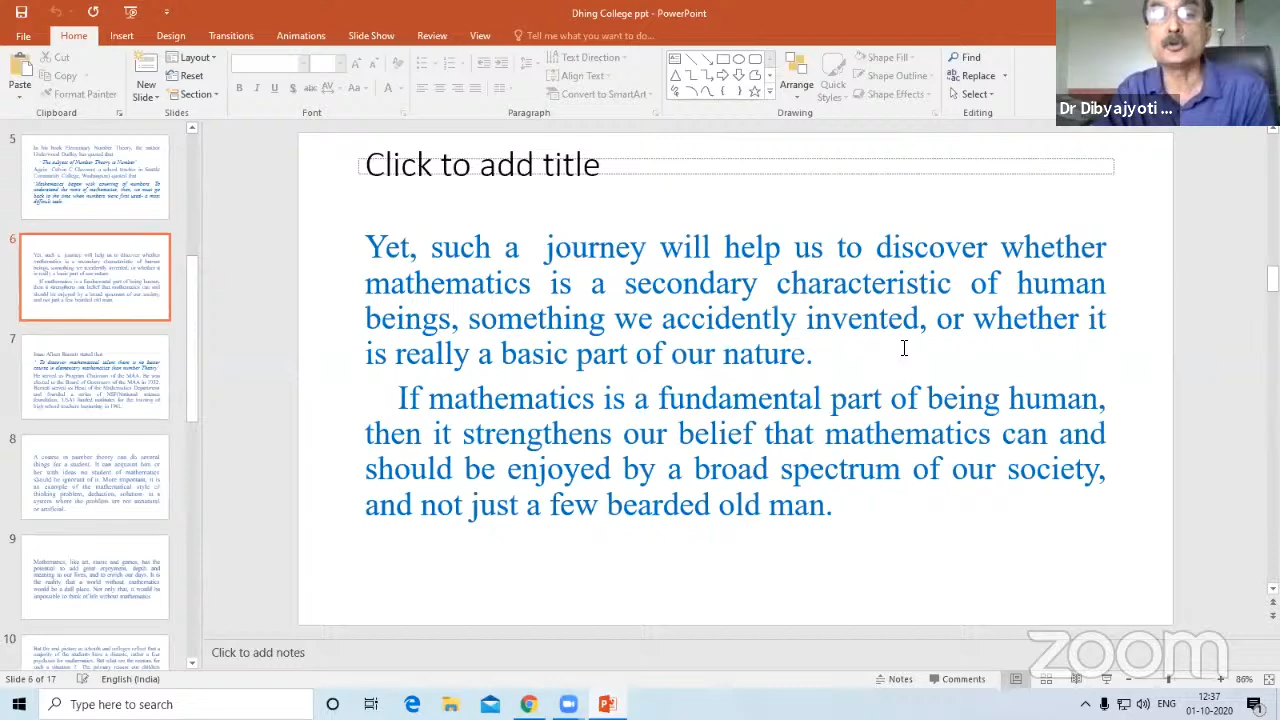 Dhing College ppt - PowerPoint
File Home Insert Design Transitions Animations Slide Show Review View Tell me what you want to do...
Paste
Cut
Copy
Format Painter
Clipboard
New Slide
Layout
Reset
Section
Slides
Font
Paragraph
Text Direction
Align Text
Convert to SmartArt
Arrange
Quick Styles
Shape Fill
Shape Outline
Shape Effects
Drawing
Find
Replace
Select
Editing
Dr Dibyajyoti ...
5
6
7
8
9
10
Click to add title
Yet, such a journey will help us to discover whether
mathematics is a secondary characteristic of human
beings, something we accidently invented, or whether it
is really a basic part of our nature.
If mathematics is a fundamental part of being human,
then it strengthens our belief that mathematics can and
should be enjoyed by a broad spectrum of our society,
and not just a few bearded old man.
Click to add notes
zoom
Slide 6 of 17 English (India) Notes Comments 86%
Type here to search
ENG
12:37
01-10-2020